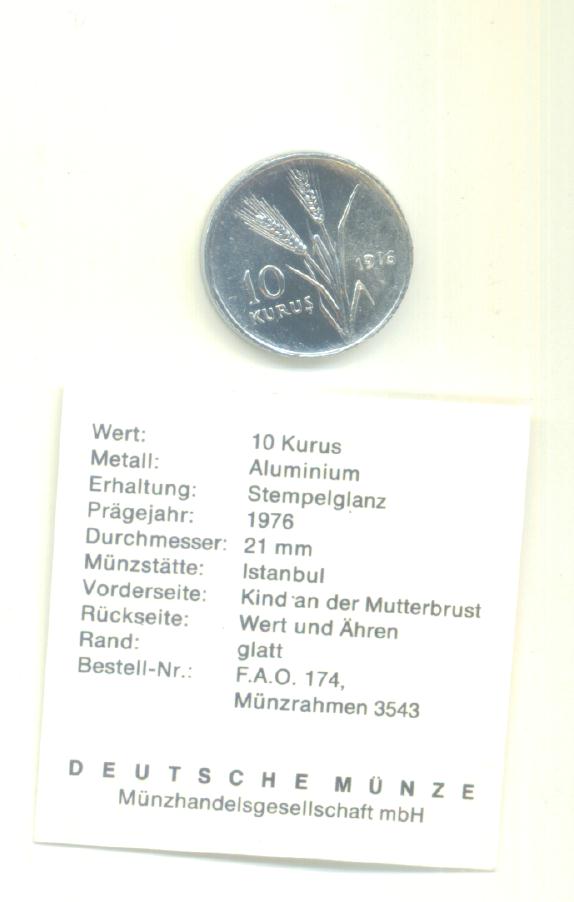 10
KURUŞ
1976
Wert: 10 Kurus
Metall: Aluminium
Erhaltung: Stempelglanz
Prägejahr: 1976
Durchmesser: 21 mm
Münzstätte: Istanbul
Vorderseite: Kind an der Mutterbrust
Rückseite: Wert und Ähren
Rand: glatt
Bestell-Nr.: F.A.O. 174,
Münzrahmen 3543
DEUTSCHE MÜNZE
Münzhandelsgesellschaft mbH